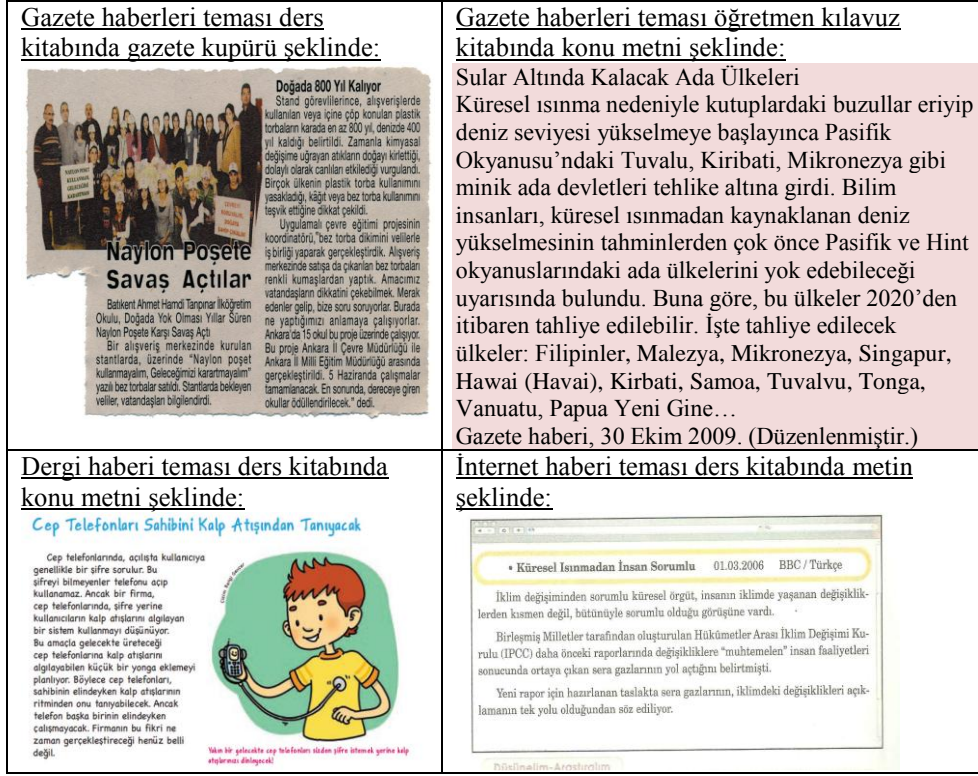 Gazete haberleri teması ders
kitabında gazete kupürü şeklinde:
NAYLON POŞET
KULLANMAYALIM,
GELECEĞİMİZİ
KARARTMAYALIM
Naylon Poşete
Savaş Açtılar
Batıkent Ahmet Hamdi Tanpınar İlköğretim
Okulu, Doğada Yok Olması Yıllar Süren
Naylon Poşete Karşı Savaş Açtı
Bir alışveriş merkezinde kurulan
stantlarda, üzerinde "Naylon poşet
kullanmayalım, Geleceğimizi karartmayalım"
yazılı bez torbalar satıldı. Stantlarda bekleyen
veliler, vatandaşları bilgilendirdi.
Doğada 800 Yıl Kalıyor
Stand görevlilerince, alışverişlerde
kullanılan veya içine çöp konulan plastik
torbaların karada en az 800 yıl, denizde 400
yıl kaldığı belirtildi. Zamanla kimyasal
değişime uğrayan atıkların doğayı kirlettiği,
dolaylı olarak canlıları etkilediği vurgulandı.
Birçok ülkenin plastik torba kullanımını
yasakladığı, kâğıt veya bez torba kullanımını
teşvik ettiğine dikkat çekildi.
Uygulamalı çevre eğitimi projesinin
koordinatörü,"bez torba dikimini velilerle
iş birliği yaparak gerçekleştirdik. Alışveriş
merkezinde satışa da çıkarılan bez torbaları
renkli kumaşlardan yaptık. Amacımız
vatandaşların dikkatini çekebilmek. Merak
edenler gelip, bize soru soruyorlar. Burada
ne yaptığımızı anlamaya çalışıyorlar.
Ankara'da 15 okul bu proje üzerinde çalışıyor.
Bu proje Ankara İl Çevre Müdürlüğü ile
Ankara İl Milli Eğitim Müdürlüğü arasında
gerçekleştirildi. 5 Haziranda çalışmalar
tamamlanacak. En sonunda, dereceye giren
okullar ödüllendirilecek." dedi.
Gazete haberleri teması öğretmen kılavuz
kitabında konu metni şeklinde:
Sular Altında Kalacak Ada Ülkeleri
Küresel ısınma nedeniyle kutuplardaki buzullar eriyip
deniz seviyesi yükselmeye başlayınca Pasifik
Okyanusu'ndaki Tuvalu, Kiribati, Mikronezya gibi
minik ada devletleri tehlike altına girdi. Bilim
insanları, küresel ısınmadan kaynaklanan deniz
yükselmesinin tahminlerden çok önce Pasifik ve Hint
okyanuslarındaki ada ülkelerini yok edebileceği
uyarısında bulundu. Buna göre, bu ülkeler 2020'den
itibaren tahliye edilebilir. İşte tahliye edilecek
ülkeler: Filipinler, Malezya, Mikronezya, Singapur,
Hawai (Havai), Kirbati, Samoa, Tuvalvu, Tonga,
Vanuatu, Papua Yeni Gine…
Gazete haberi, 30 Ekim 2009. (Düzenlenmiştir.)
Dergi haberi teması ders kitabında
konu metni şeklinde:
Cep Telefonları Sahibini Kalp Atışından Tanıyacak
Cep telefonlarında, açılışta kullanıcıya
genellikle bir şifre sorulur. Bu
şifreyi bilmeyenler telefonu açıp
kullanamaz. Ancak bir firma,
cep telefonlarında, şifre yerine
kullanıcıların kalp atışlarını algılayan
bir sistem kullanmayı düşünüyor.
Bu amaçla gelecekte üreteceği
cep telefonlarına kalp atışlarını
algılayabilen küçük bir yonga eklemeyi
planlıyor. Böylece cep telefonları,
sahibinin elindeyken kalp atışlarının
ritminden onu tanıyabilecek. Ancak
telefon başka birinin elindeyken
çalışmayacak. Firmanın bu fikri ne
zaman gerçekleştireceği henüz belli
değil.
Yakın bir gelecekte cep telefonları sizden şifre istemek yerine kalp
atışlarınızı dinleyecek!
İnternet haberi teması ders kitabında metin
şeklinde:
• Küresel Isınmadan İnsan Sorumlu 01.03.2006 BBC / Türkçe
İklim değişiminden sorumlu küresel örgüt, insanın iklimde yaşanan değişiklik-
lerden kısmen değil, bütünüyle sorumlu olduğu görüşüne vardı.
Birleşmiş Milletler tarafından oluşturulan Hükûmetler Arası İklim Değişimi Ku-
rulu (IPCC) daha önceki raporlarında değişikliklere "muhtemelen" insan faaliyetleri
sonucunda ortaya çıkan sera gazlarının yol açtığını belirtmişti.
Yeni rapor için hazırlanan taslakta sera gazlarının, iklimdeki değişiklikleri açık-
lamanın tek yolu olduğundan söz ediliyor.
Düşünelim-Araştıralım